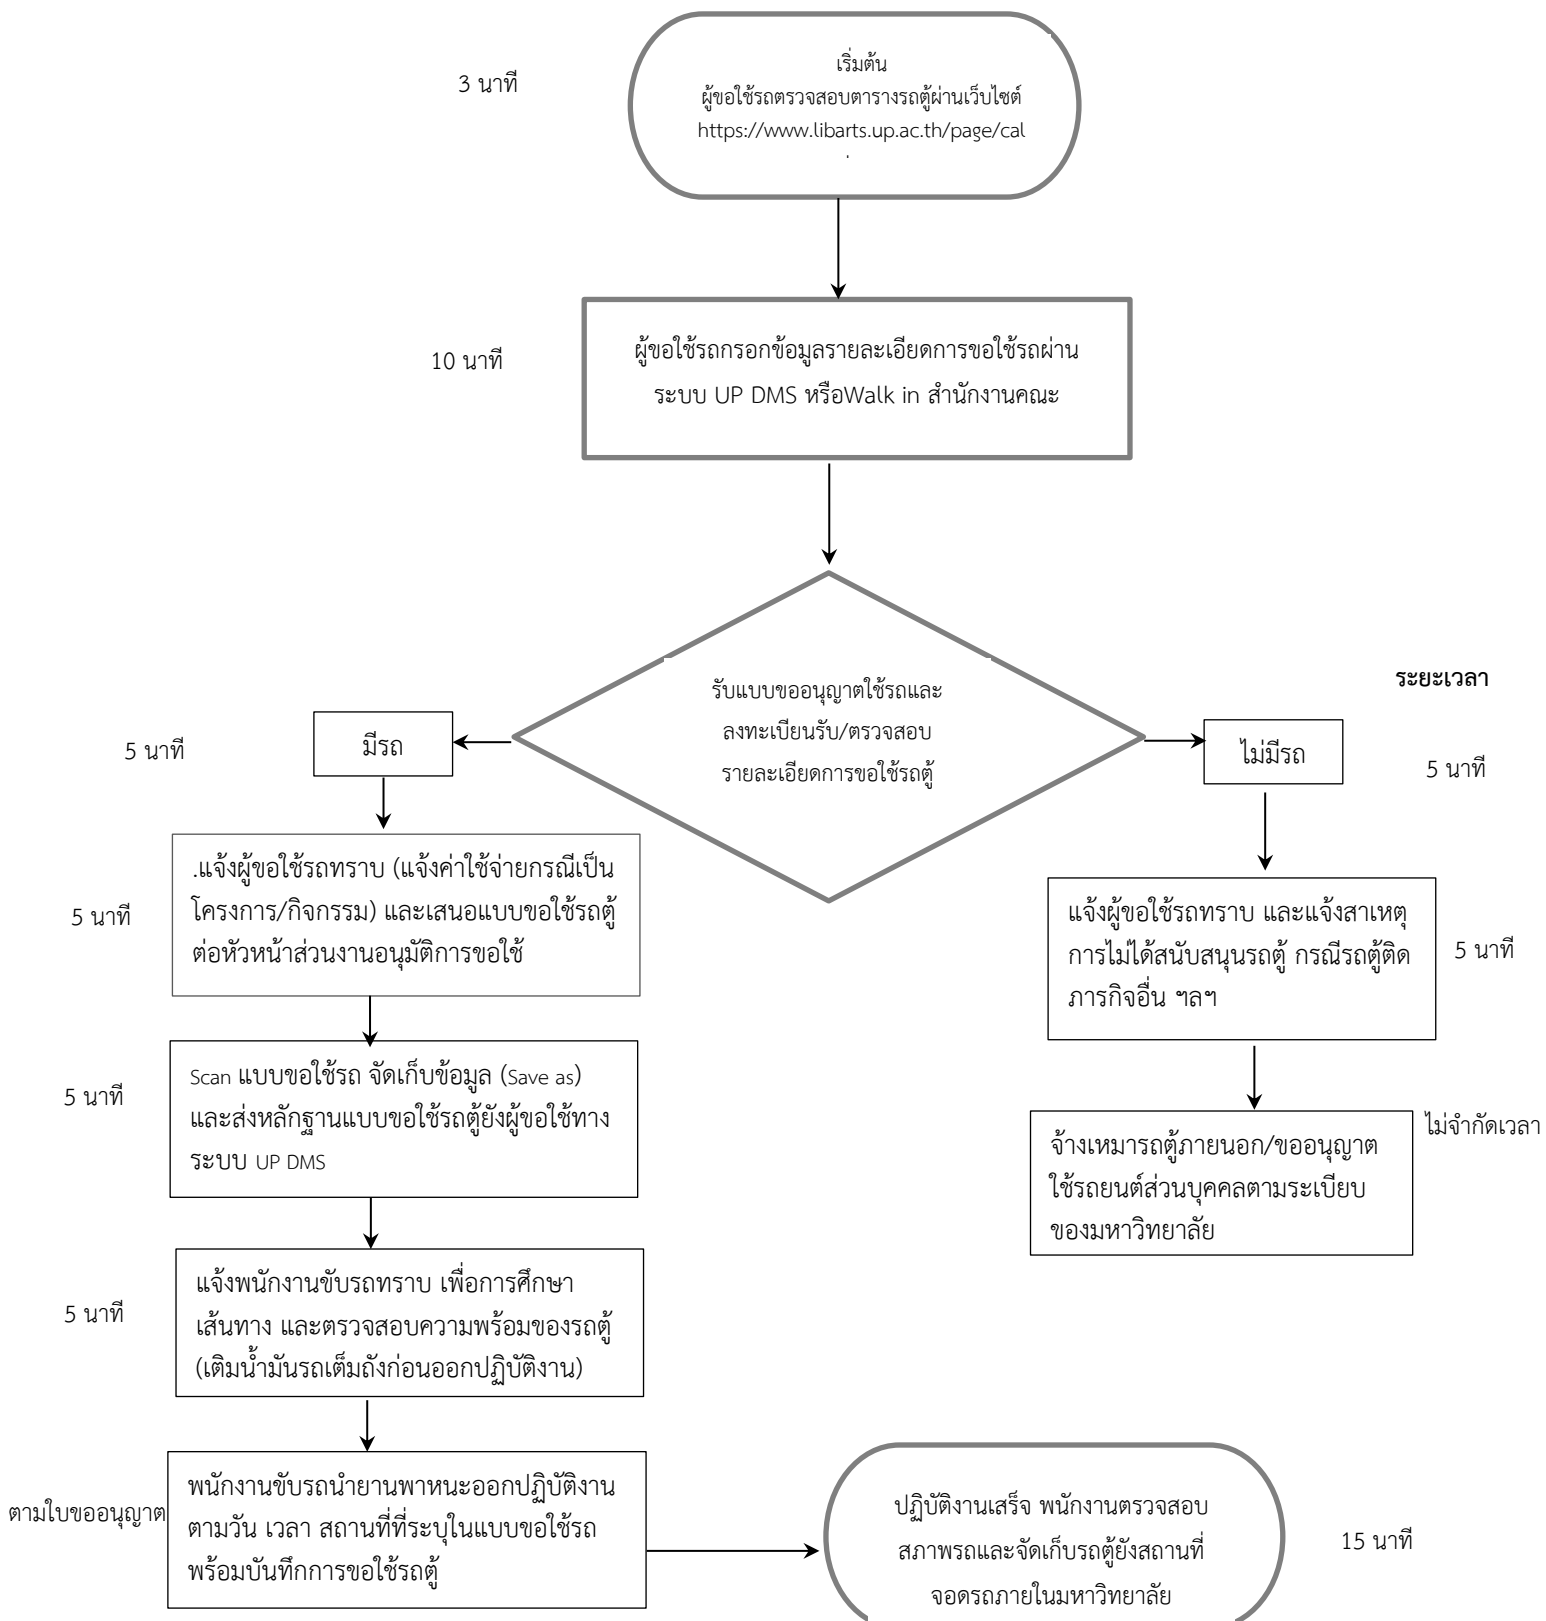 3 นาที
เริ่มต้น
ผู้ขอใช้รถตรวจสอบตารางรถตู้ผ่านเว็บไซต์
https://www.libarts.up.ac.th/page/cal
10 นาที
ผู้ขอใช้รถกรอกข้อมูลรายละเอียดการขอใช้รถผ่าน
ระบบ UP DMS หรือWalk in สำนักงานคณะ
ระยะเวลา
รับแบบขออนุญาตใช้รถและ
ลงทะเบียนรับ/ตรวจสอบ
รายละเอียดการขอใช้รถตู้
5 นาที
มีรถ
ไม่มีรถ
5 นาที
5 นาที
.แจ้งผู้ขอใช้รถทราบ (แจ้งค่าใช้จ่ายกรณีเป็น
โครงการ/กิจกรรม) และเสนอแบบขอใช้รถตู้
ต่อหัวหน้าส่วนงานอนุมัติการขอใช้
แจ้งผู้ขอใช้รถทราบ และแจ้งสาเหตุ
การไม่ได้สนับสนุนรถตู้ กรณีรถตู้ติด
ภารกิจอื่น ฯลฯ
5 นาที
5 นาที
Scan แบบขอใช้รถ จัดเก็บข้อมูล (Save as)
และส่งหลักฐานแบบขอใช้รถตู้ยังผู้ขอใช้ทาง
ระบบ UP DMS
จ้างเหมารถตู้ภายนอก/ขออนุญาต
ใช้รถยนต์ส่วนบุคคลตามระเบียบ
ของมหาวิทยาลัย
ไม่จำกัดเวลา
5 นาที
แจ้งพนักงานขับรถทราบ เพื่อการศึกษา
เส้นทาง และตรวจสอบความพร้อมของรถตู้
(เติมน้ำมันรถเต็มถังก่อนออกปฏิบัติงาน)
ตามใบขออนุญาต
พนักงานขับรถนำยานพาหนะออกปฏิบัติงาน
ตามวัน เวลา สถานที่ที่ระบุในแบบขอใช้รถ
พร้อมบันทึกการขอใช้รถตู้
ปฏิบัติงานเสร็จ พนักงานตรวจสอบ
สภาพรถและจัดเก็บรถตู้ยังสถานที่
จอดรถภายในมหาวิทยาลัย
15 นาที